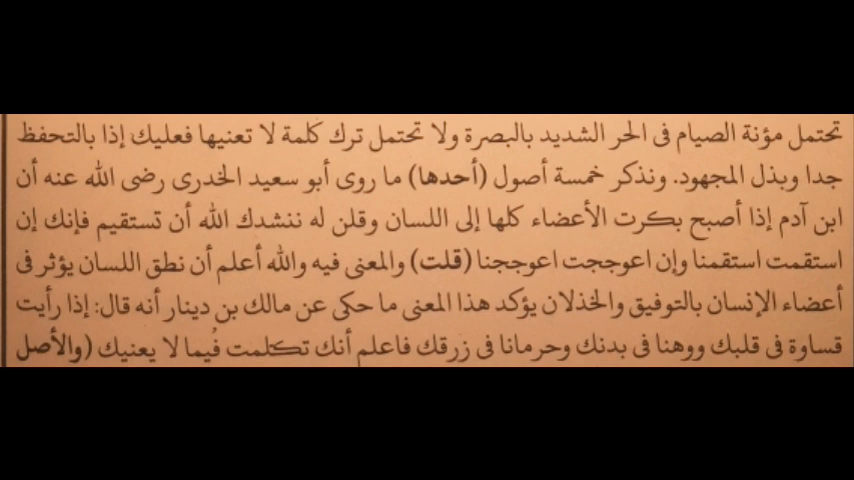 تحتمل مؤنة الصيام فى الحر الشديد بالبصرة ولا تحتمل ترك كلمة لا تعنيها فعليك إذا بالتحفظ
جدا وبذل المجهود. ونذكر خمسة أصول (أحدها) ما روى أبو سعيد الخدرى رضى الله عنه أن
ابن آدم إذا أصبح بكرت الأعضاء كلها إلى اللسان وقلن له ننشدك الله أن تستقيم فإنك إن
استقمت استقمنا وإن اعوججت اعوججنا (قلت) والمعنى فيه والله أعلم أن نطق اللسان يؤثر فى
أعضاء الإنسان بالتوفيق والخذلان يؤكد هذا المعنى ما حكى عن مالك بن دينار أنه قال: إذا رأيت
قساوة فى قلبك ووهنا فى بدنك وحرمانا فى زرقك فاعلم أنك تكلمت فُيما لا يعنيك (والأصل